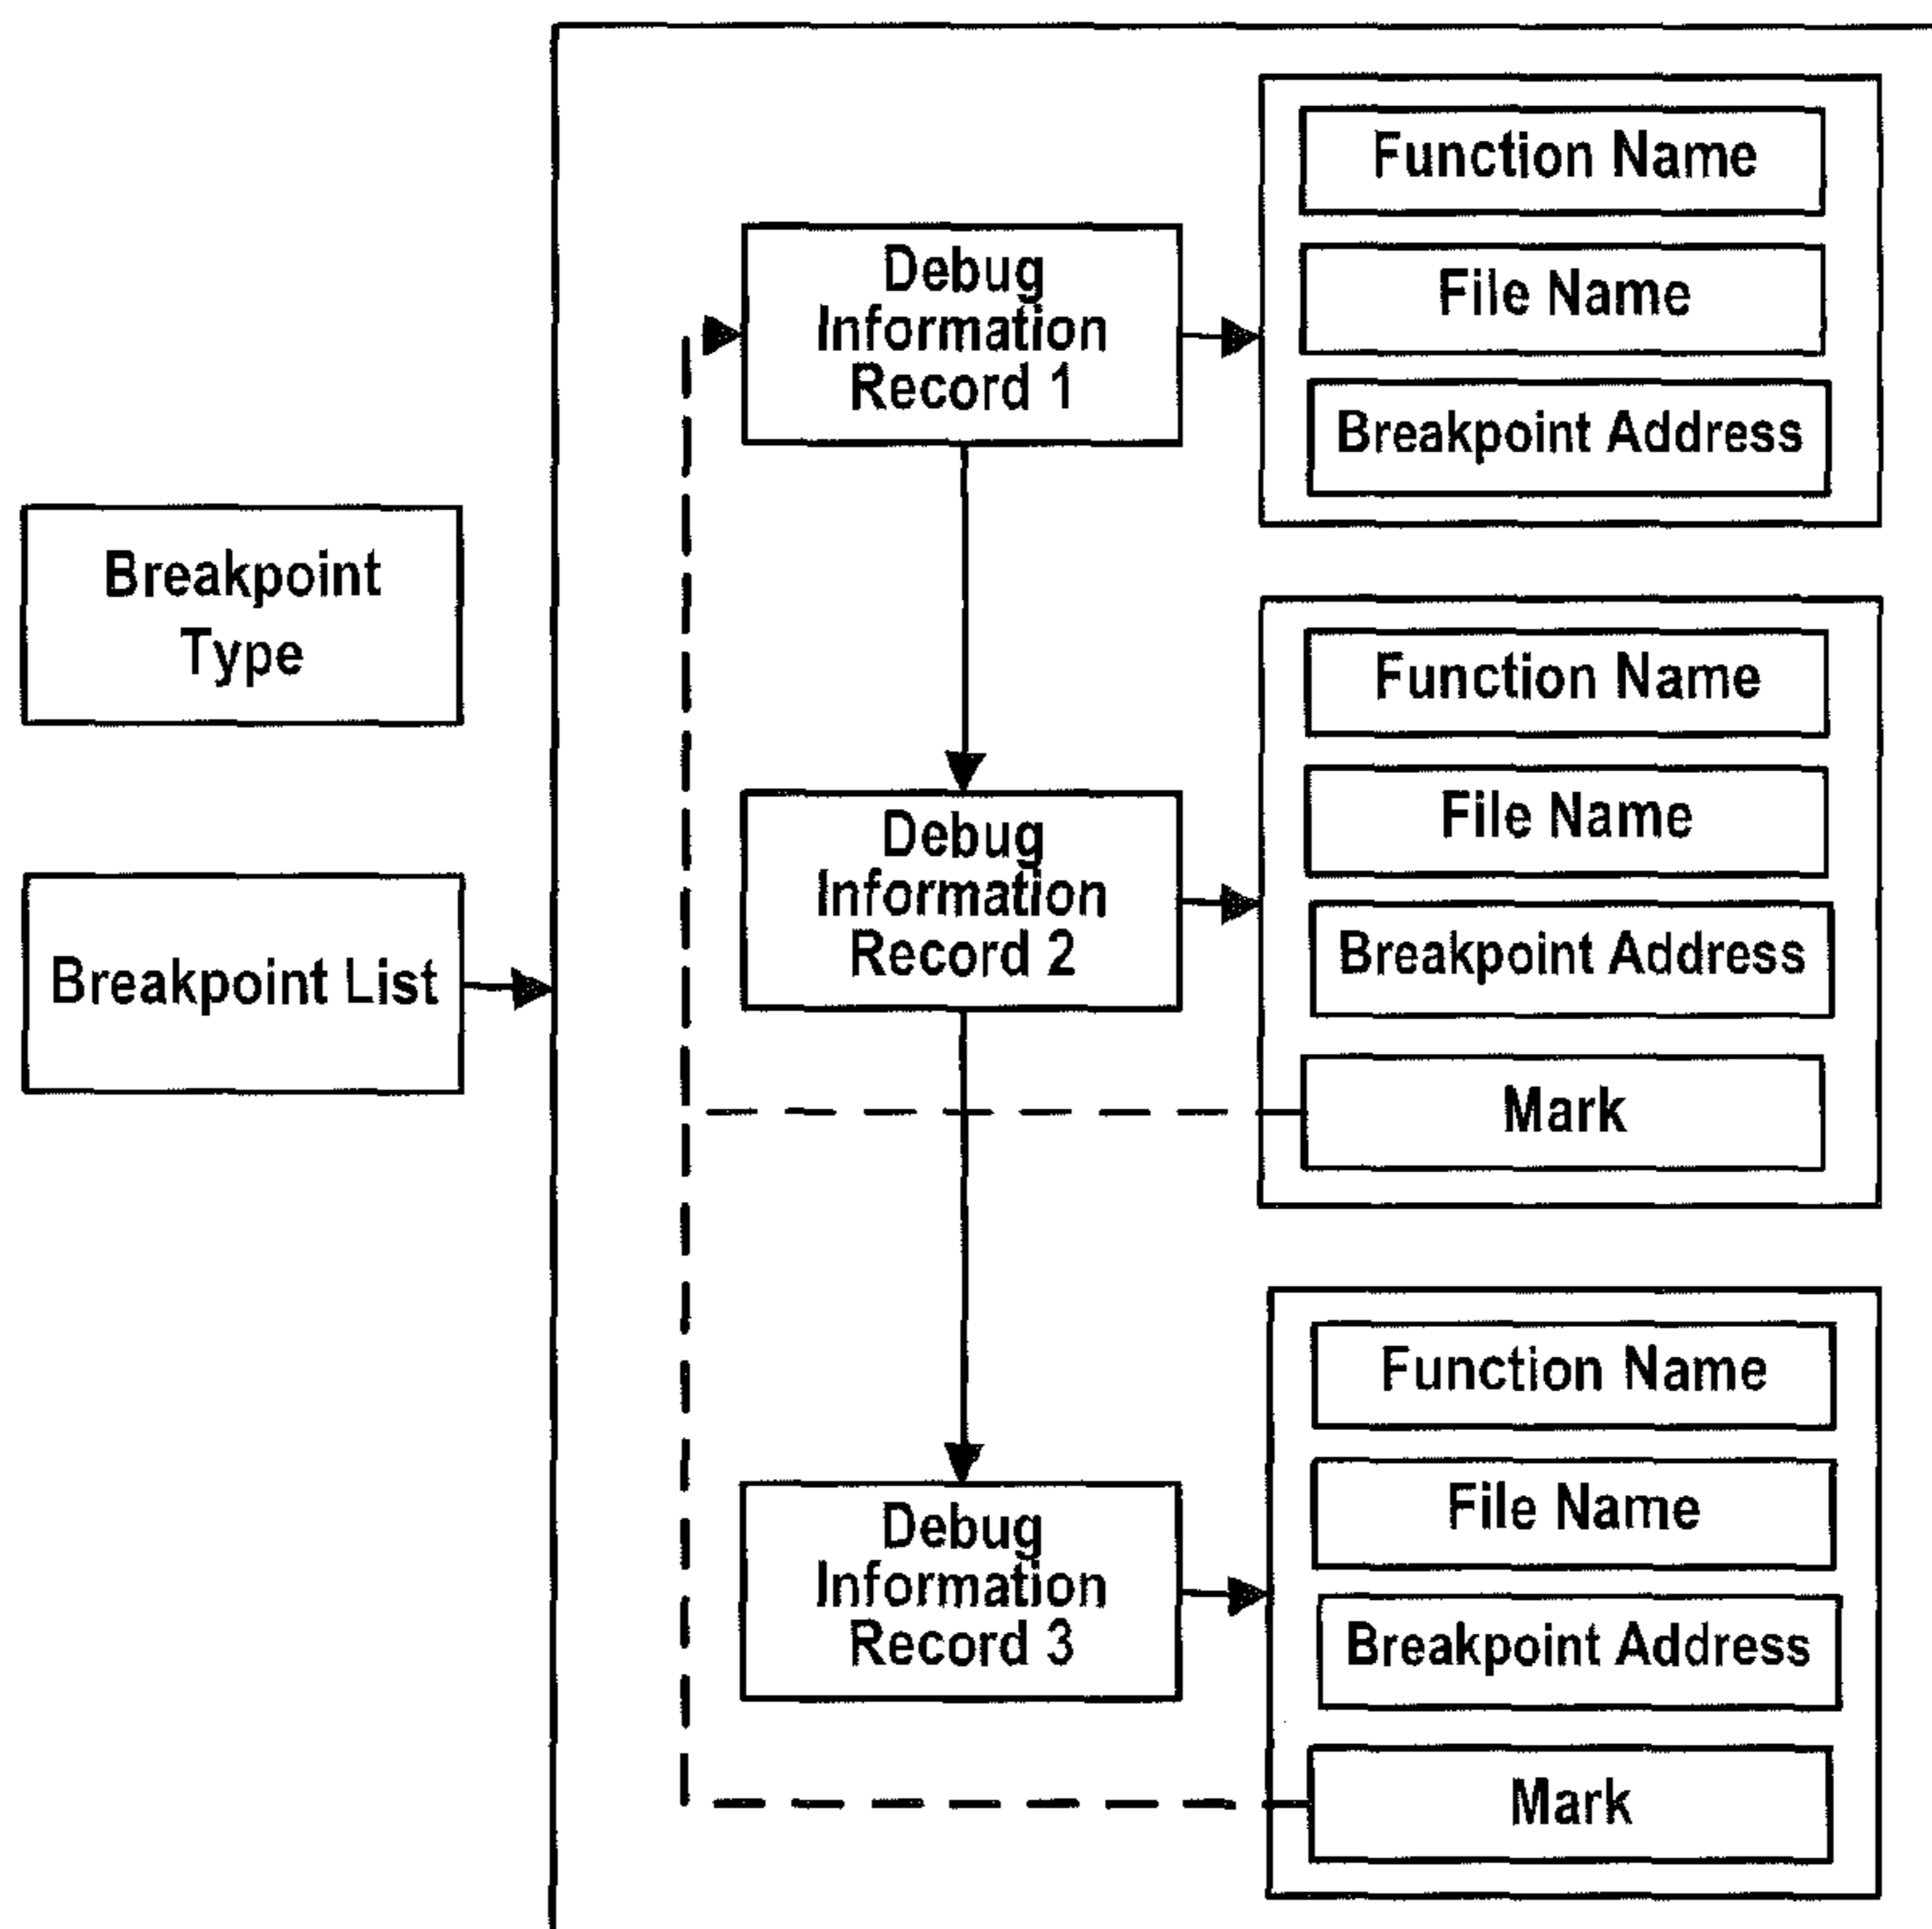 Breakpoint
Type
Breakpoint List
Debug
Information
Record 1
Function Name
File Name
Breakpoint Address
Debug
Information
Record 2
Function Name
File Name
Breakpoint Address
Mark
Debug
Information
Record 3
Function Name
File Name
Breakpoint Address
Mark